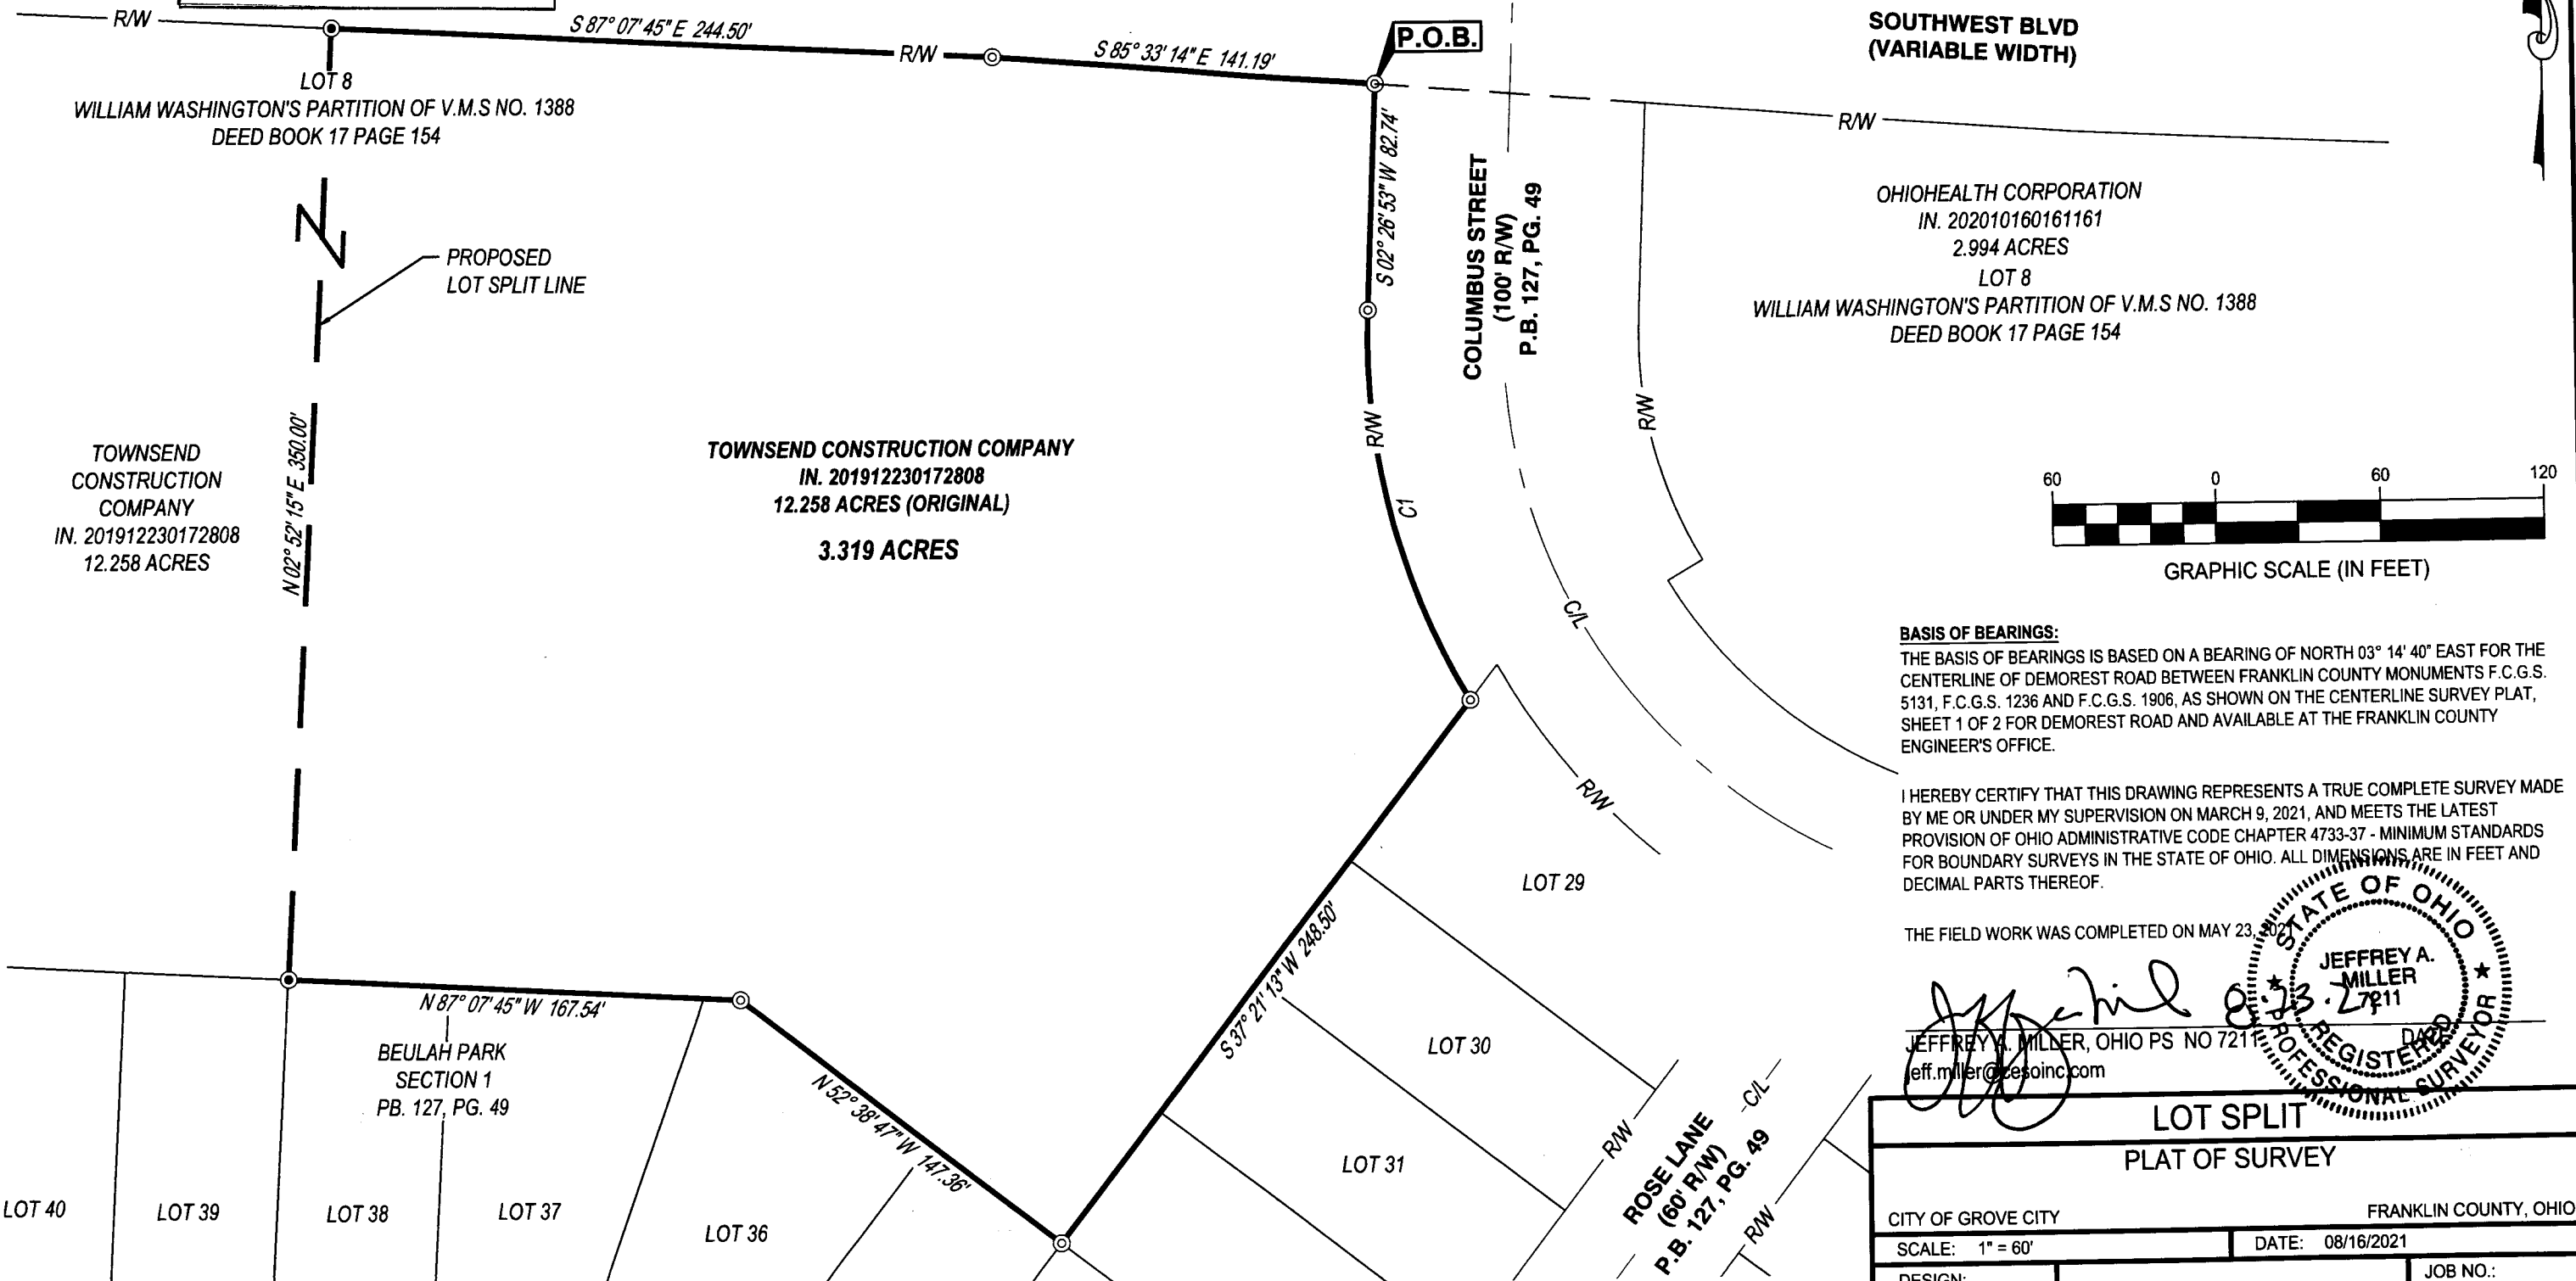 R/W
S 87° 07' 45" E 244.50'
R/W
S 85° 33' 14" E 141.19'
P.O.B.
SOUTHWEST BLVD
(VARIABLE WIDTH)
R/W
LOT 8
WILLIAM WASHINGTON'S PARTITION OF V.M.S NO. 1388
DEED BOOK 17 PAGE 154
PROPOSED
LOT SPLIT LINE
S 02° 26' 53" W 82.74'
COLUMBUS STREET
(100' R/W)
P.B. 127, PG. 49
OHIOHEALTH CORPORATION
IN. 202010160161161
2.994 ACRES
LOT 8
WILLIAM WASHINGTON'S PARTITION OF V.M.S NO. 1388
DEED BOOK 17 PAGE 154
TOWNSEND
CONSTRUCTION
COMPANY
IN. 201912230172808
12.258 ACRES
N 02° 52' 15" E 350.00'
TOWNSEND CONSTRUCTION COMPANY
IN. 201912230172808
12.258 ACRES (ORIGINAL)
3.319 ACRES
R/W
C1
R/W
C/L
60 0 60 120
GRAPHIC SCALE (IN FEET)
BASIS OF BEARINGS:
THE BASIS OF BEARINGS IS BASED ON A BEARING OF NORTH 03° 14' 40" EAST FOR THE
CENTERLINE OF DEMOREST ROAD BETWEEN FRANKLIN COUNTY MONUMENTS F.C.G.S.
5131, F.C.G.S. 1236 AND F.C.G.S. 1906, AS SHOWN ON THE CENTERLINE SURVEY PLAT,
SHEET 1 OF 2 FOR DEMOREST ROAD AND AVAILABLE AT THE FRANKLIN COUNTY
ENGINEER'S OFFICE.
I HEREBY CERTIFY THAT THIS DRAWING REPRESENTS A TRUE COMPLETE SURVEY MADE
BY ME OR UNDER MY SUPERVISION ON MARCH 9, 2021, AND MEETS THE LATEST
PROVISION OF OHIO ADMINISTRATIVE CODE CHAPTER 4733-37 - MINIMUM STANDARDS
FOR BOUNDARY SURVEYS IN THE STATE OF OHIO. ALL DIMENSIONS ARE IN FEET AND
DECIMAL PARTS THEREOF.
THE FIELD WORK WAS COMPLETED ON MAY 23, 2021
STATE OF OHIO
JEFFREY A.
MILLER
7211
REGISTERED
PROFESSIONAL SURVEYOR
JEFFREY A. MILLER, OHIO PS NO 7211
DATE
jeff.miller@cesoinc.com
R/W
LOT 29
S 37° 21' 13" W 248.50'
LOT 30
LOT 31
N 87° 07' 45" W 167.54'
BEULAH PARK
SECTION 1
PB. 127, PG. 49
N 52° 38' 47" W 147.36'
LOT 40
LOT 39
LOT 38
LOT 37
LOT 36
R/W
ROSE LANE
(60' R/W)
P.B. 127, PG. 49
C/L
R/W
LOT SPLIT
PLAT OF SURVEY
CITY OF GROVE CITY FRANKLIN COUNTY, OHIO
SCALE: 1" = 60' DATE: 08/16/2021
DESIGN: JOB NO.: